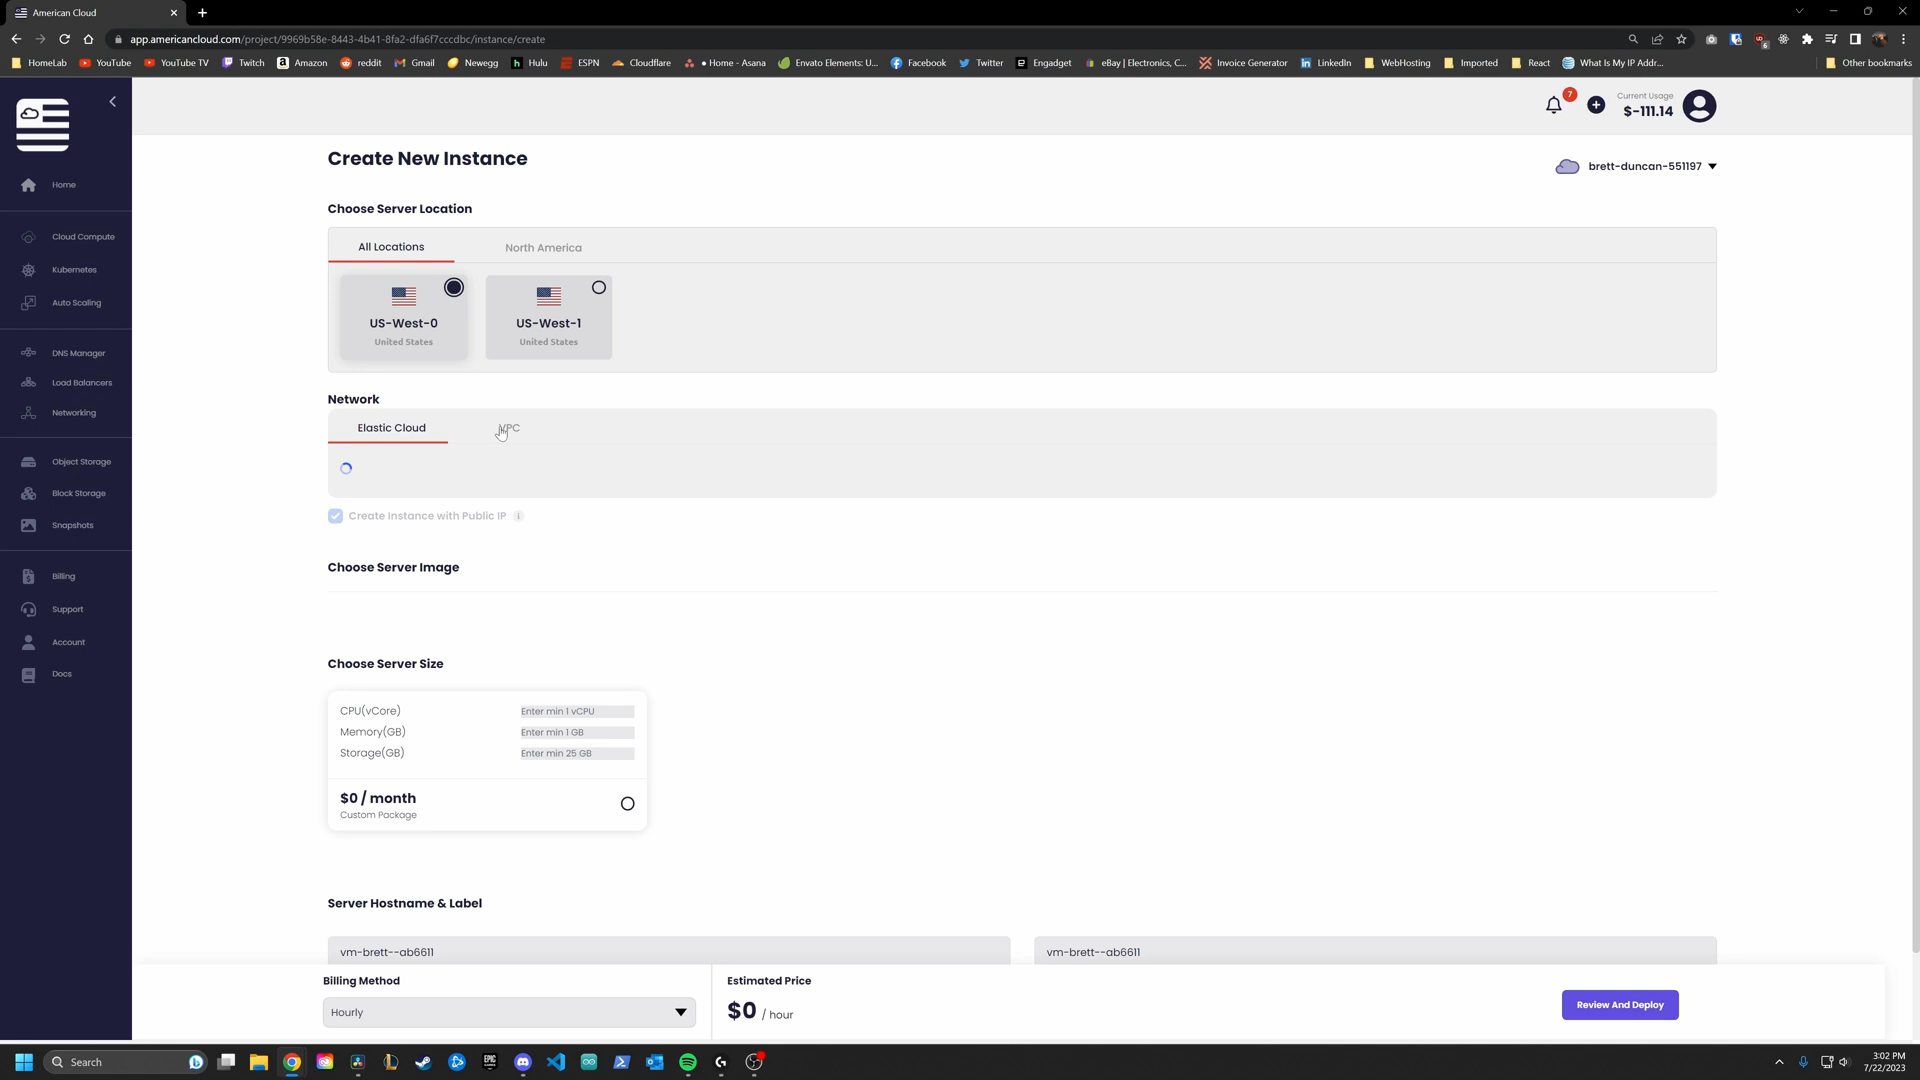 American Cloud
app.americancloud.com/project/9969b58e-8443-4b41-8fa2-dfa6f7cccdbc/instance/create
HomeLab YouTube YouTube TV Twitch Amazon reddit Gmail Newegg Hulu ESPN Cloudflare • Home - Asana Envato Elements: U... Facebook Twitter Engadget eBay | Electronics, C... Invoice Generator LinkedIn WebHosting Imported React What Is My IP Addr... Other bookmarks
7
Current Usage
$-111.14
Home
Cloud Compute
Kubernetes
Auto Scaling
DNS Manager
Load Balancers
Networking
Object Storage
Block Storage
Snapshots
Billing
Support
Account
Docs
Create New Instance
brett-duncan-551197
Choose Server Location
All Locations North America
US-West-0 US-West-1
United States United States
Network
Elastic Cloud VPC
Create Instance with Public IP i
Choose Server Image
Choose Server Size
CPU(vCore) Enter min 1 vCPU
Memory(GB) Enter min 1 GB
Storage(GB) Enter min 25 GB
$0 / month
Custom Package
Server Hostname & Label
vm-brett--ab6611 vm-brett--ab6611
Billing Method Estimated Price
Hourly $0 / hour
Review And Deploy
Search
EPIC
3:02 PM
7/22/2023